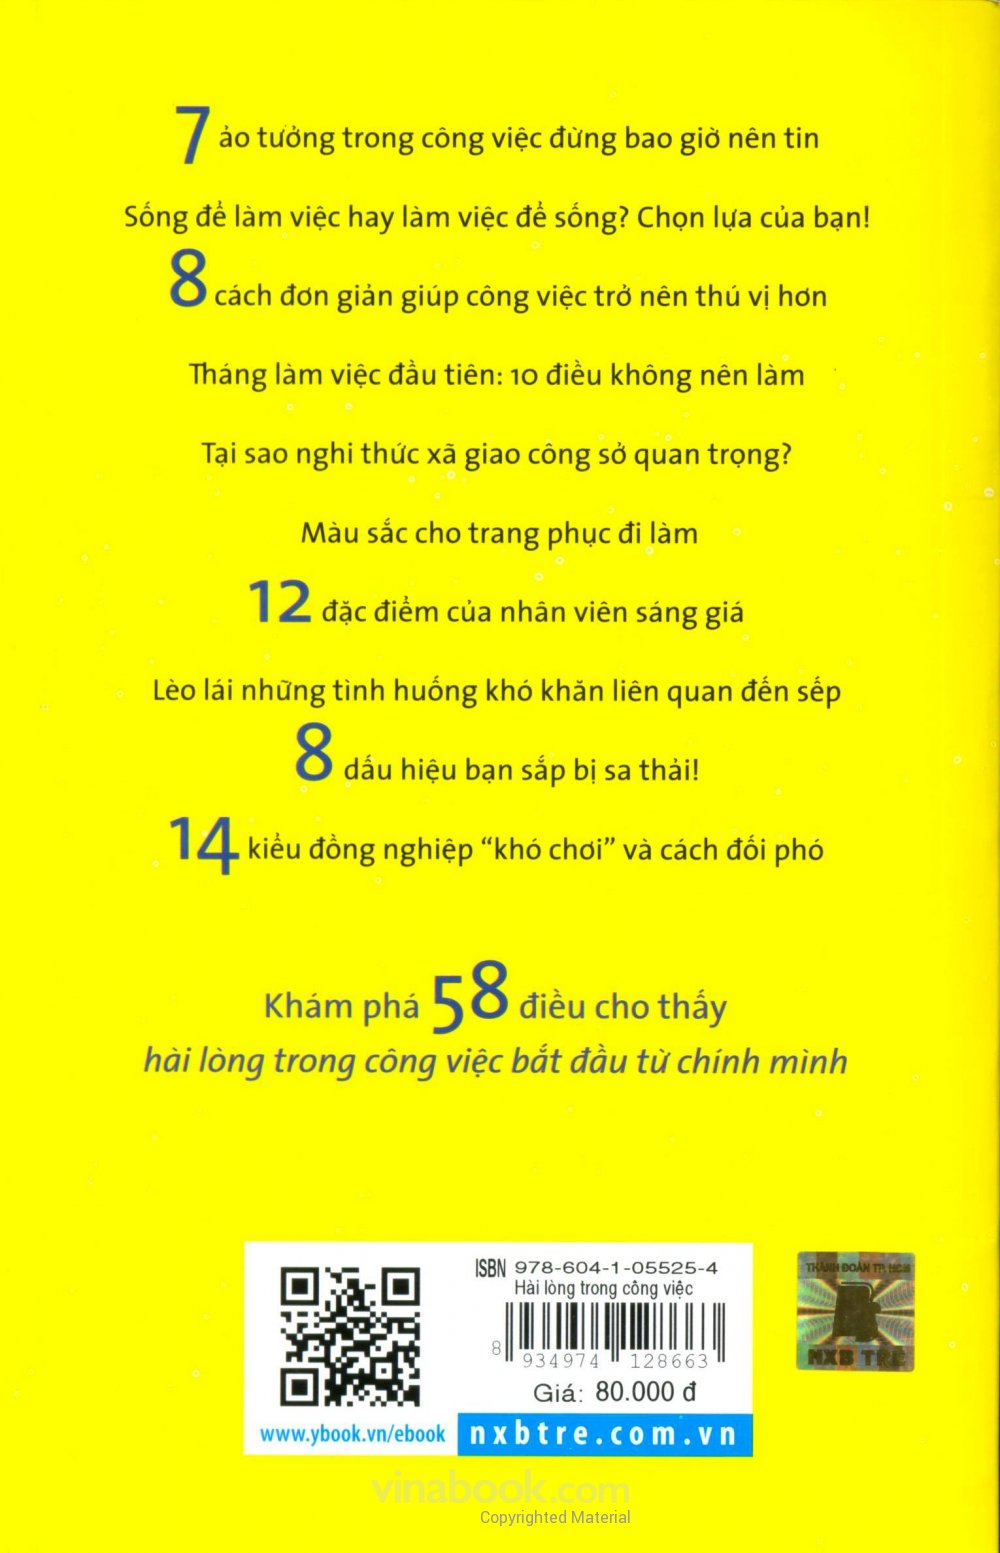 7 ảo tưởng trong công việc đừng bao giờ nên tin
Sống để làm việc hay làm việc để sống? Chọn lựa của bạn!
8 cách đơn giản giúp công việc trở nên thú vị hơn
Tháng làm việc đầu tiên: 10 điều không nên làm
Tại sao nghi thức xã giao công sở quan trọng?
Màu sắc cho trang phục đi làm
12 đặc điểm của nhân viên sáng giá
Lèo lái những tình huống khó khăn liên quan đến sếp
8 dấu hiệu bạn sắp bị sa thải!
14 kiểu đồng nghiệp “khó chơi” và cách đối phó
Khám phá 58 điều cho thấy
hài lòng trong công việc bắt đầu từ chính mình
ISBN 978-604-1-05525-4
Hài lòng trong công việc
8 934974 128663
Giá: 80.000 đ
www.ybook.vn/ebook
nxbtre.com.vn
THÀNH ĐOÀN TP. HCM
NXB TRẺ
vinabook.com
Copyrighted Material